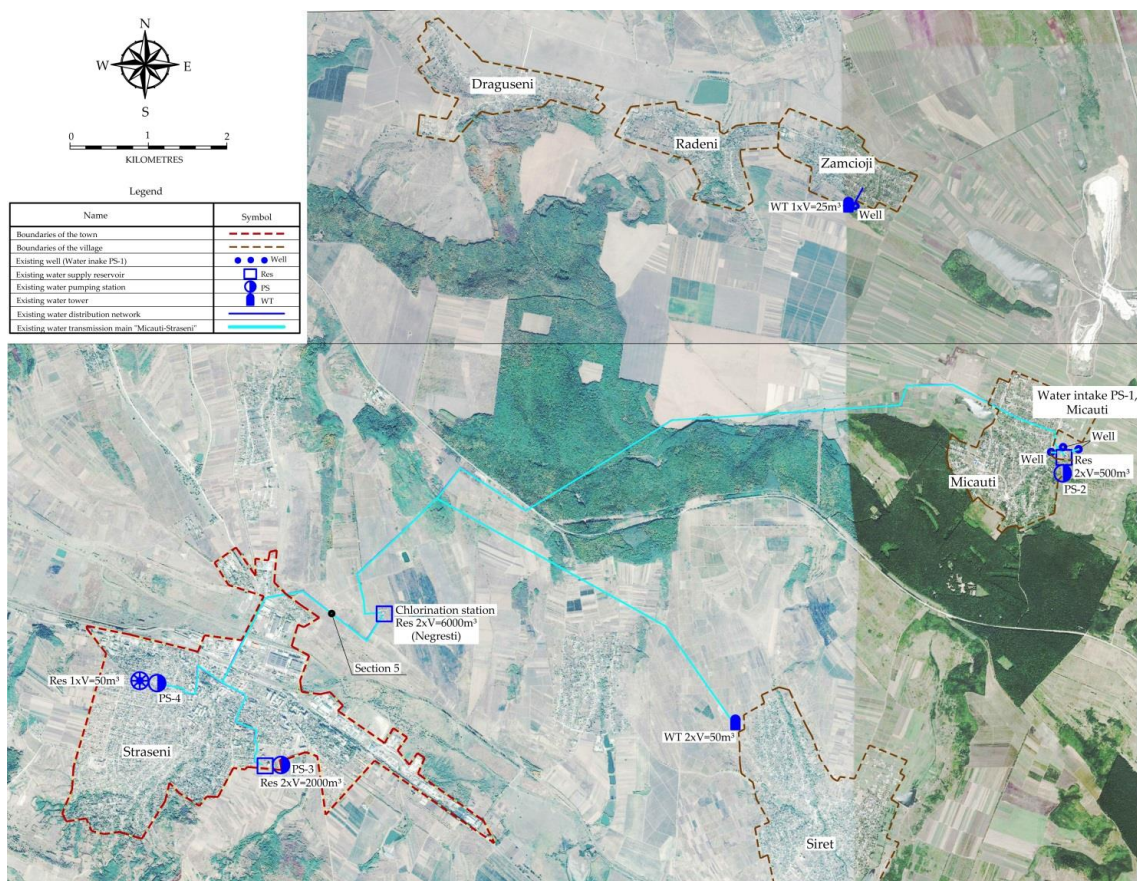 N
W E
S
0 1 2
KILOMETRES
Legend
Name Symbol
Boundaries of the town
Boundaries of the village
Existing well (Water inake PS-1) Well
Existing water supply reservoir Res
Existing water pumping station PS
Existing water tower WT
Existing water distribution network
Existing water transmission main "Micauti-Straseni"
Draguseni
Radeni
Zamcioji
WT 1xV=25m³
Well
Water intake PS-1,
Micauti
Well
Well
Res
2xV=500m³
Micauti
PS-2
Chlorination station
Res 2xV=6000m³
(Negresti)
Section 5
Res 1xV=50m³
PS-4
Straseni
PS-3
Res 2xV=2000m³
WT 2xV=50m³
Siret